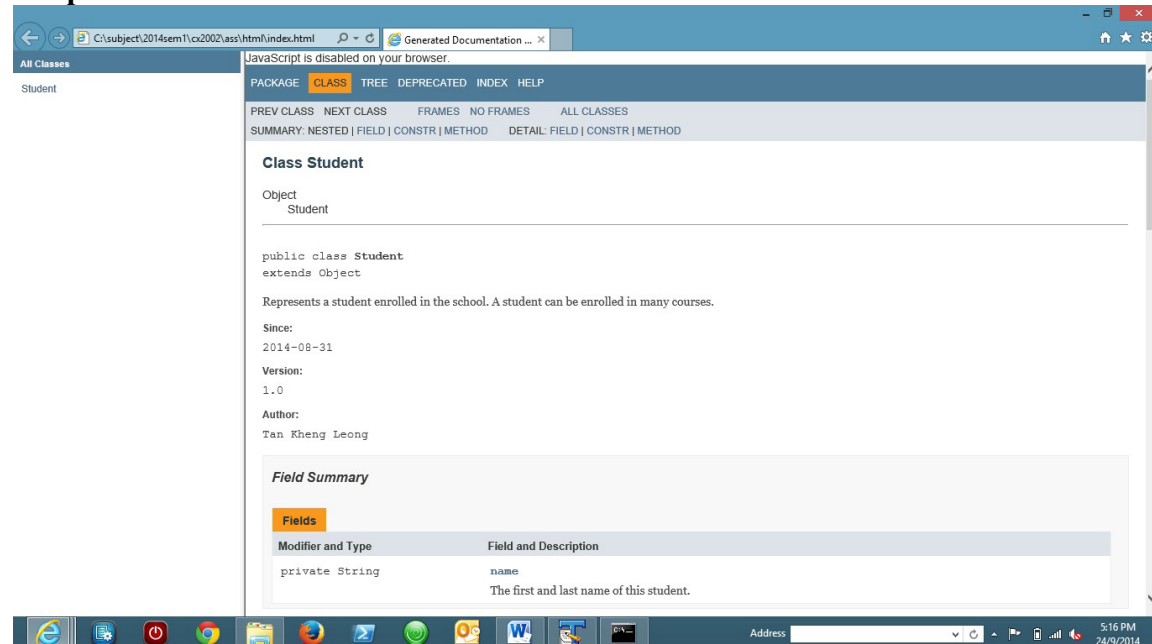 C:\subject\2014sem1\cx2002\ass\html\index.html
Generated Documentation ...
All Classes
Student
JavaScript is disabled on your browser.
PACKAGE CLASS TREE DEPRECATED INDEX HELP
PREV CLASS NEXT CLASS FRAMES NO FRAMES ALL CLASSES
SUMMARY: NESTED | FIELD | CONSTR | METHOD DETAIL: FIELD | CONSTR | METHOD
Class Student
Object
Student
public class Student
extends Object
Represents a student enrolled in the school. A student can be enrolled in many courses.
Since:
2014-08-31
Version:
1.0
Author:
Tan Kheng Leong
Field Summary
Fields
Modifier and Type Field and Description
private String name
The first and last name of this student.
Address
5:16 PM
24/9/2014